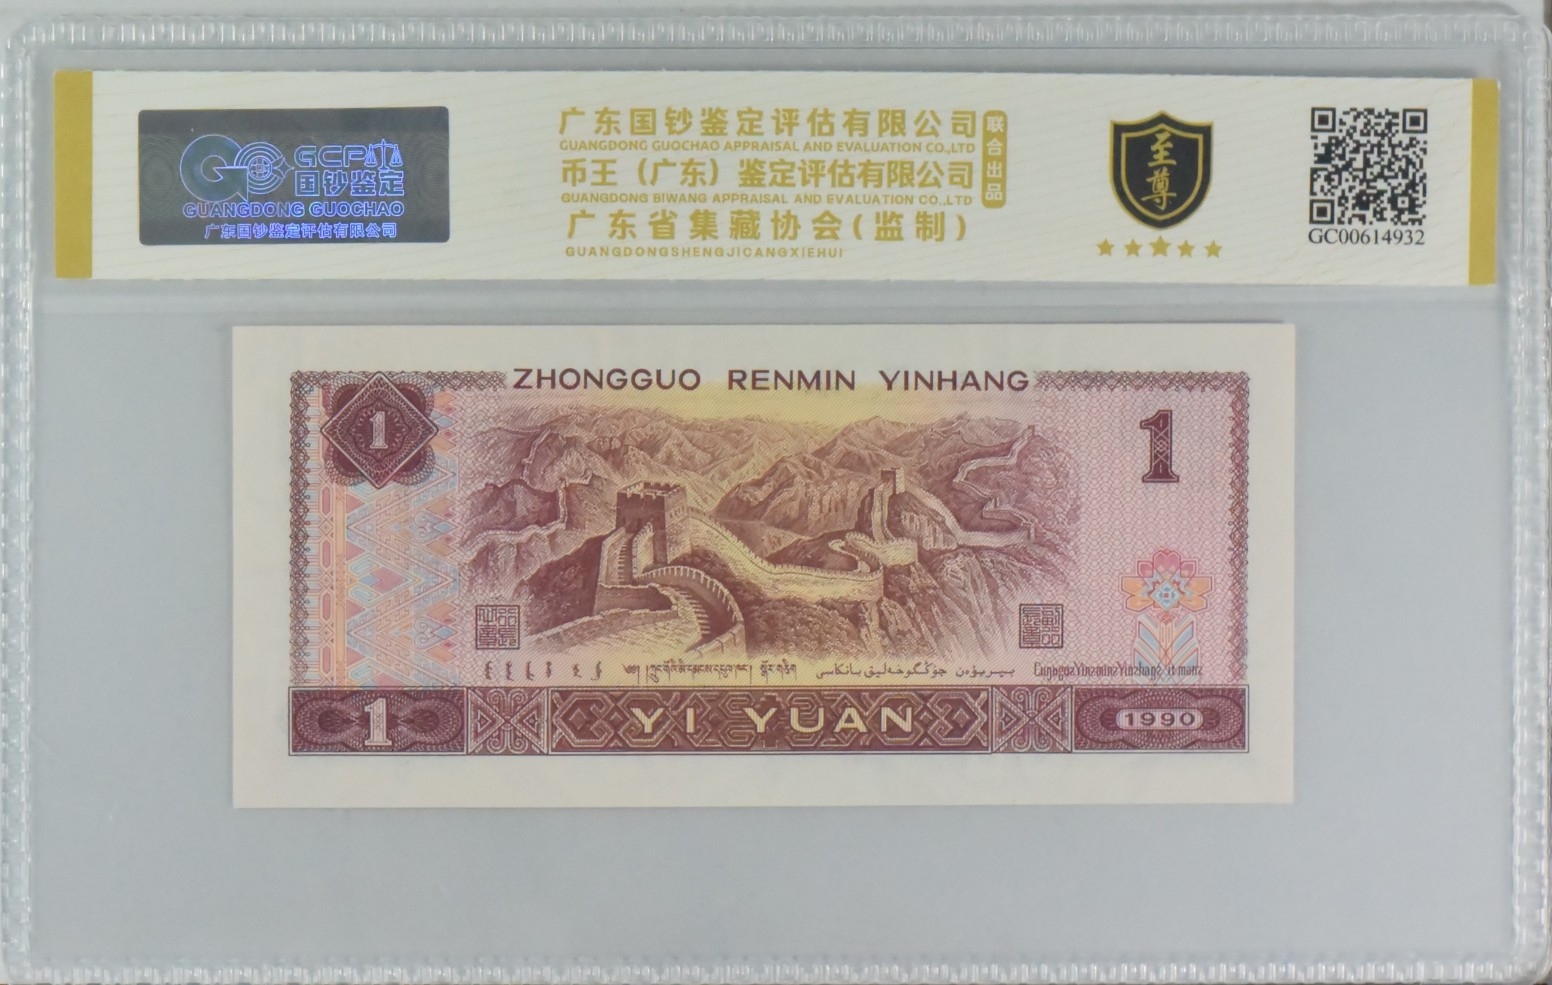 GCP
国钞鉴定
GUANGDONG GUOCHAO
广东国钞鉴定评估有限公司
广东国钞鉴定评估有限公司
GUANGDONG GUOCHAO APPRAISAL AND EVALUATION CO.,LTD
币王（广东）鉴定评估有限公司
GUANGDONG BIWANG APPRAISAL AND EVALUATION CO.,LTD
广东省集藏协会(监制)
GUANGDONGSHENGJICANGXIEHUI
联合出品
至尊
GC00614932
ZHONGGUO RENMIN YINHANG
1
1
1
YI YUAN
1990